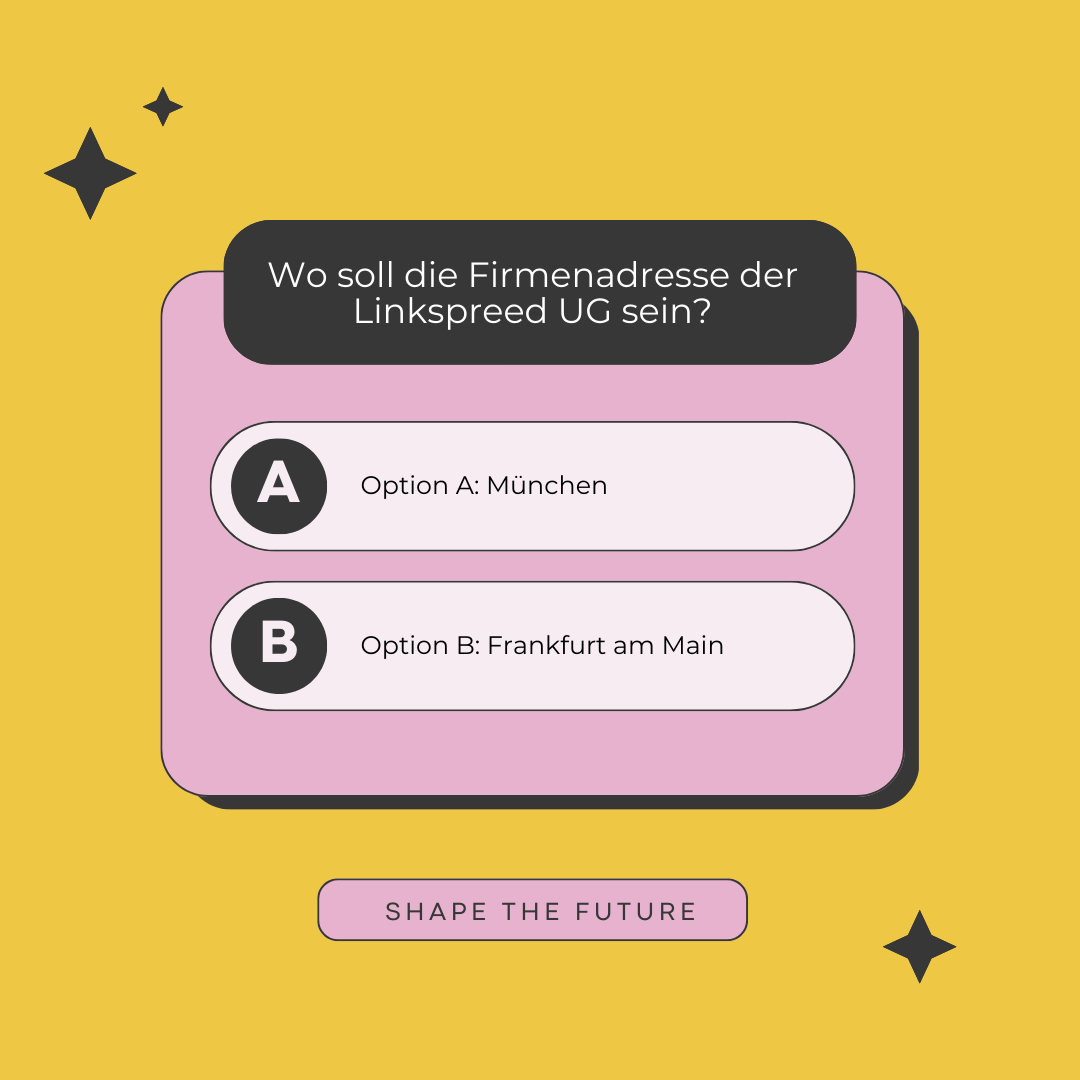 Wo soll die Firmenadresse der
Linkspreed UG sein?
A
Option A: München
B
Option B: Frankfurt am Main
SHAPE THE FUTURE